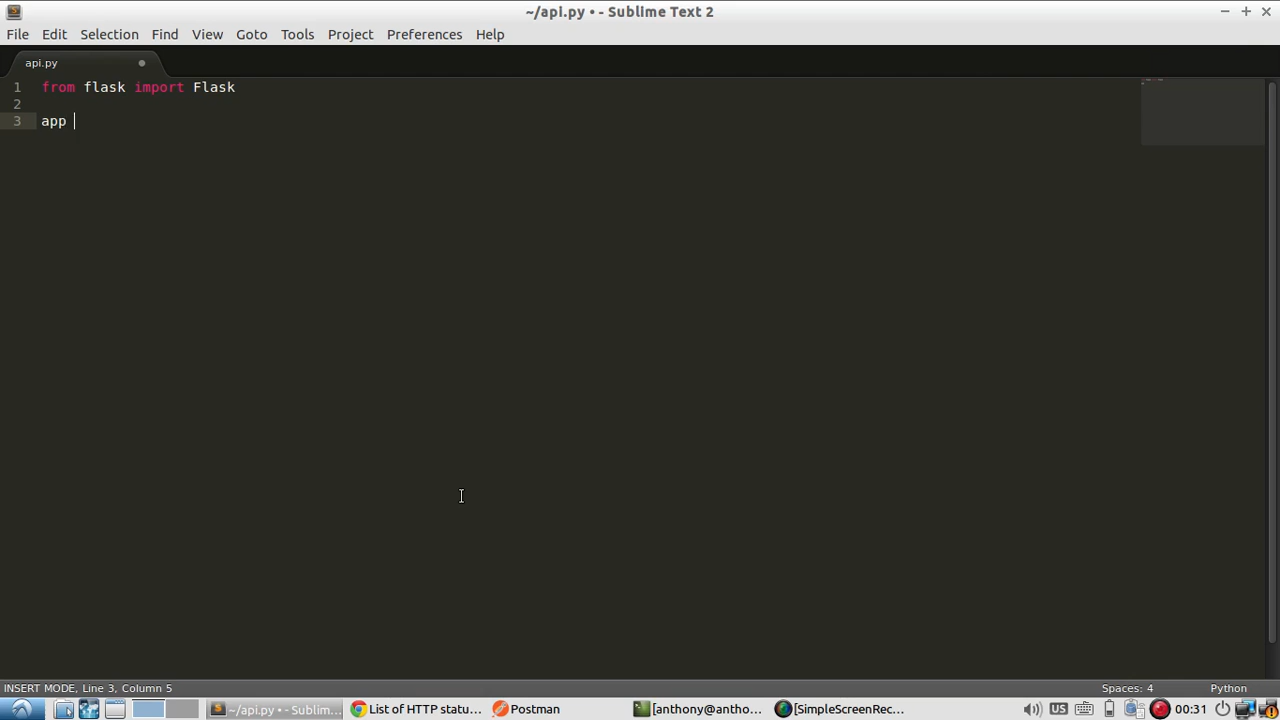 ~/api.py • - Sublime Text 2
File Edit Selection Find View Goto Tools Project Preferences Help
api.py
1 from flask import Flask
2
3 app
INSERT MODE, Line 3, Column 5 Spaces: 4 Python
~/api.py • - Sublim... List of HTTP statu... Postman [anthony@antho... [SimpleScreenRec... US 00:31